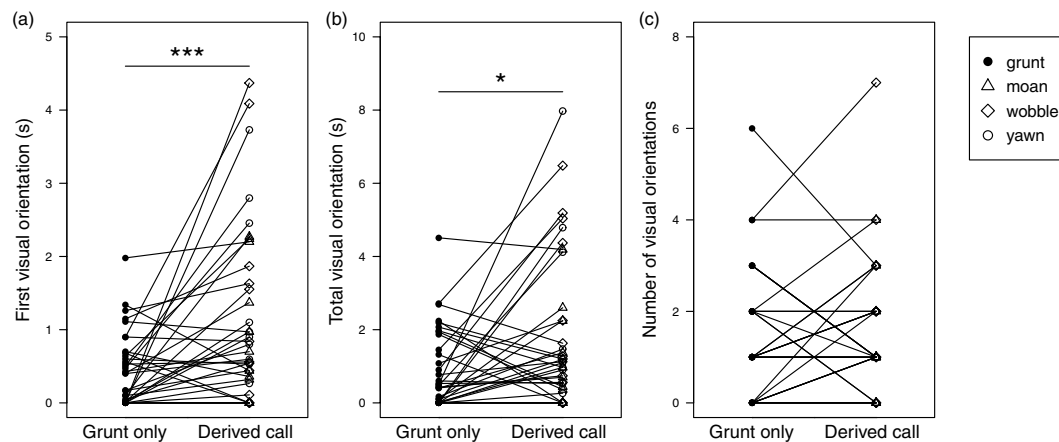 (a)
First visual orientation (s)
5
4
3
2
1
0
***
Grunt only Derived call
(b)
Total visual orientation (s)
10
8
6
4
2
0
*
Grunt only Derived call
(c)
Number of visual orientations
8
6
4
2
0
Grunt only Derived call
grunt
moan
wobble
yawn